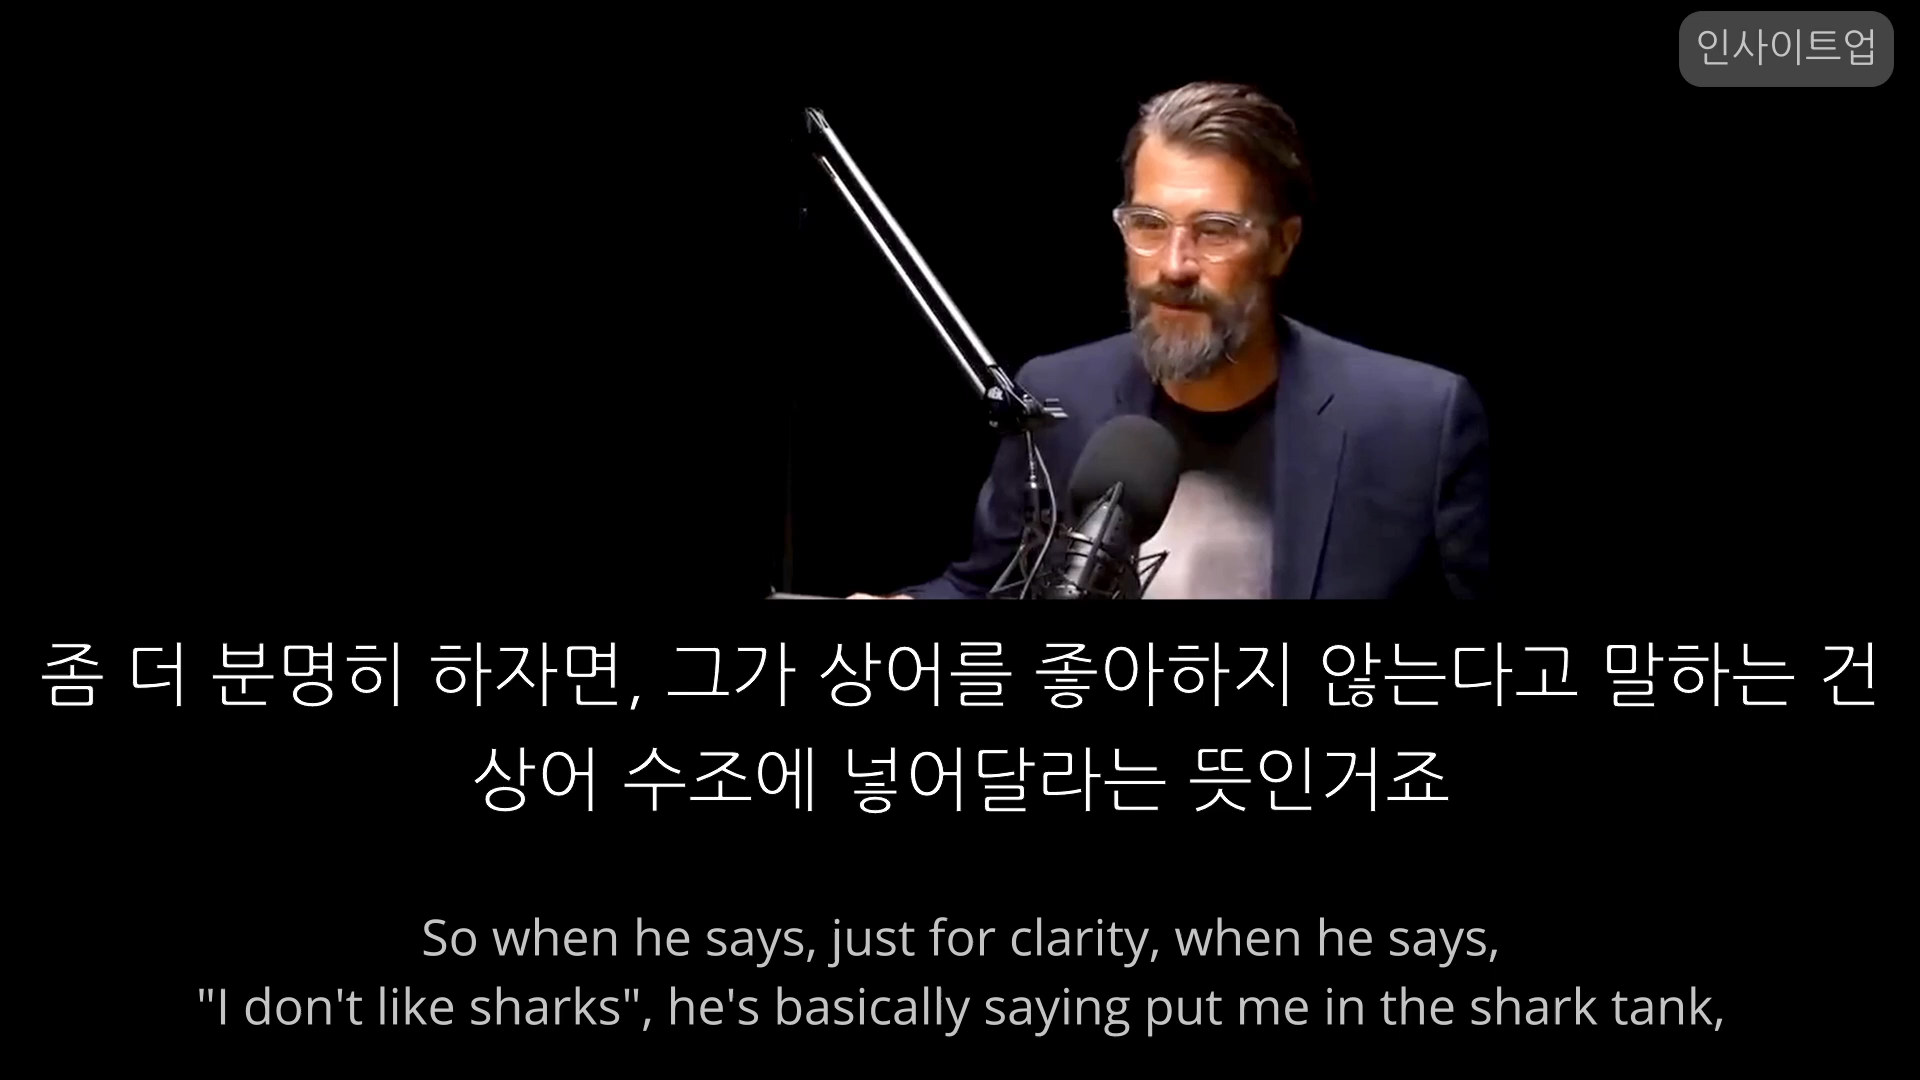 인사이트업
좀 더 분명히 하자면, 그가 상어를 좋아하지 않는다고 말하는 건
상어 수조에 넣어달라는 뜻인거죠
So when he says, just for clarity, when he says,
"I don't like sharks", he's basically saying put me in the shark tank,